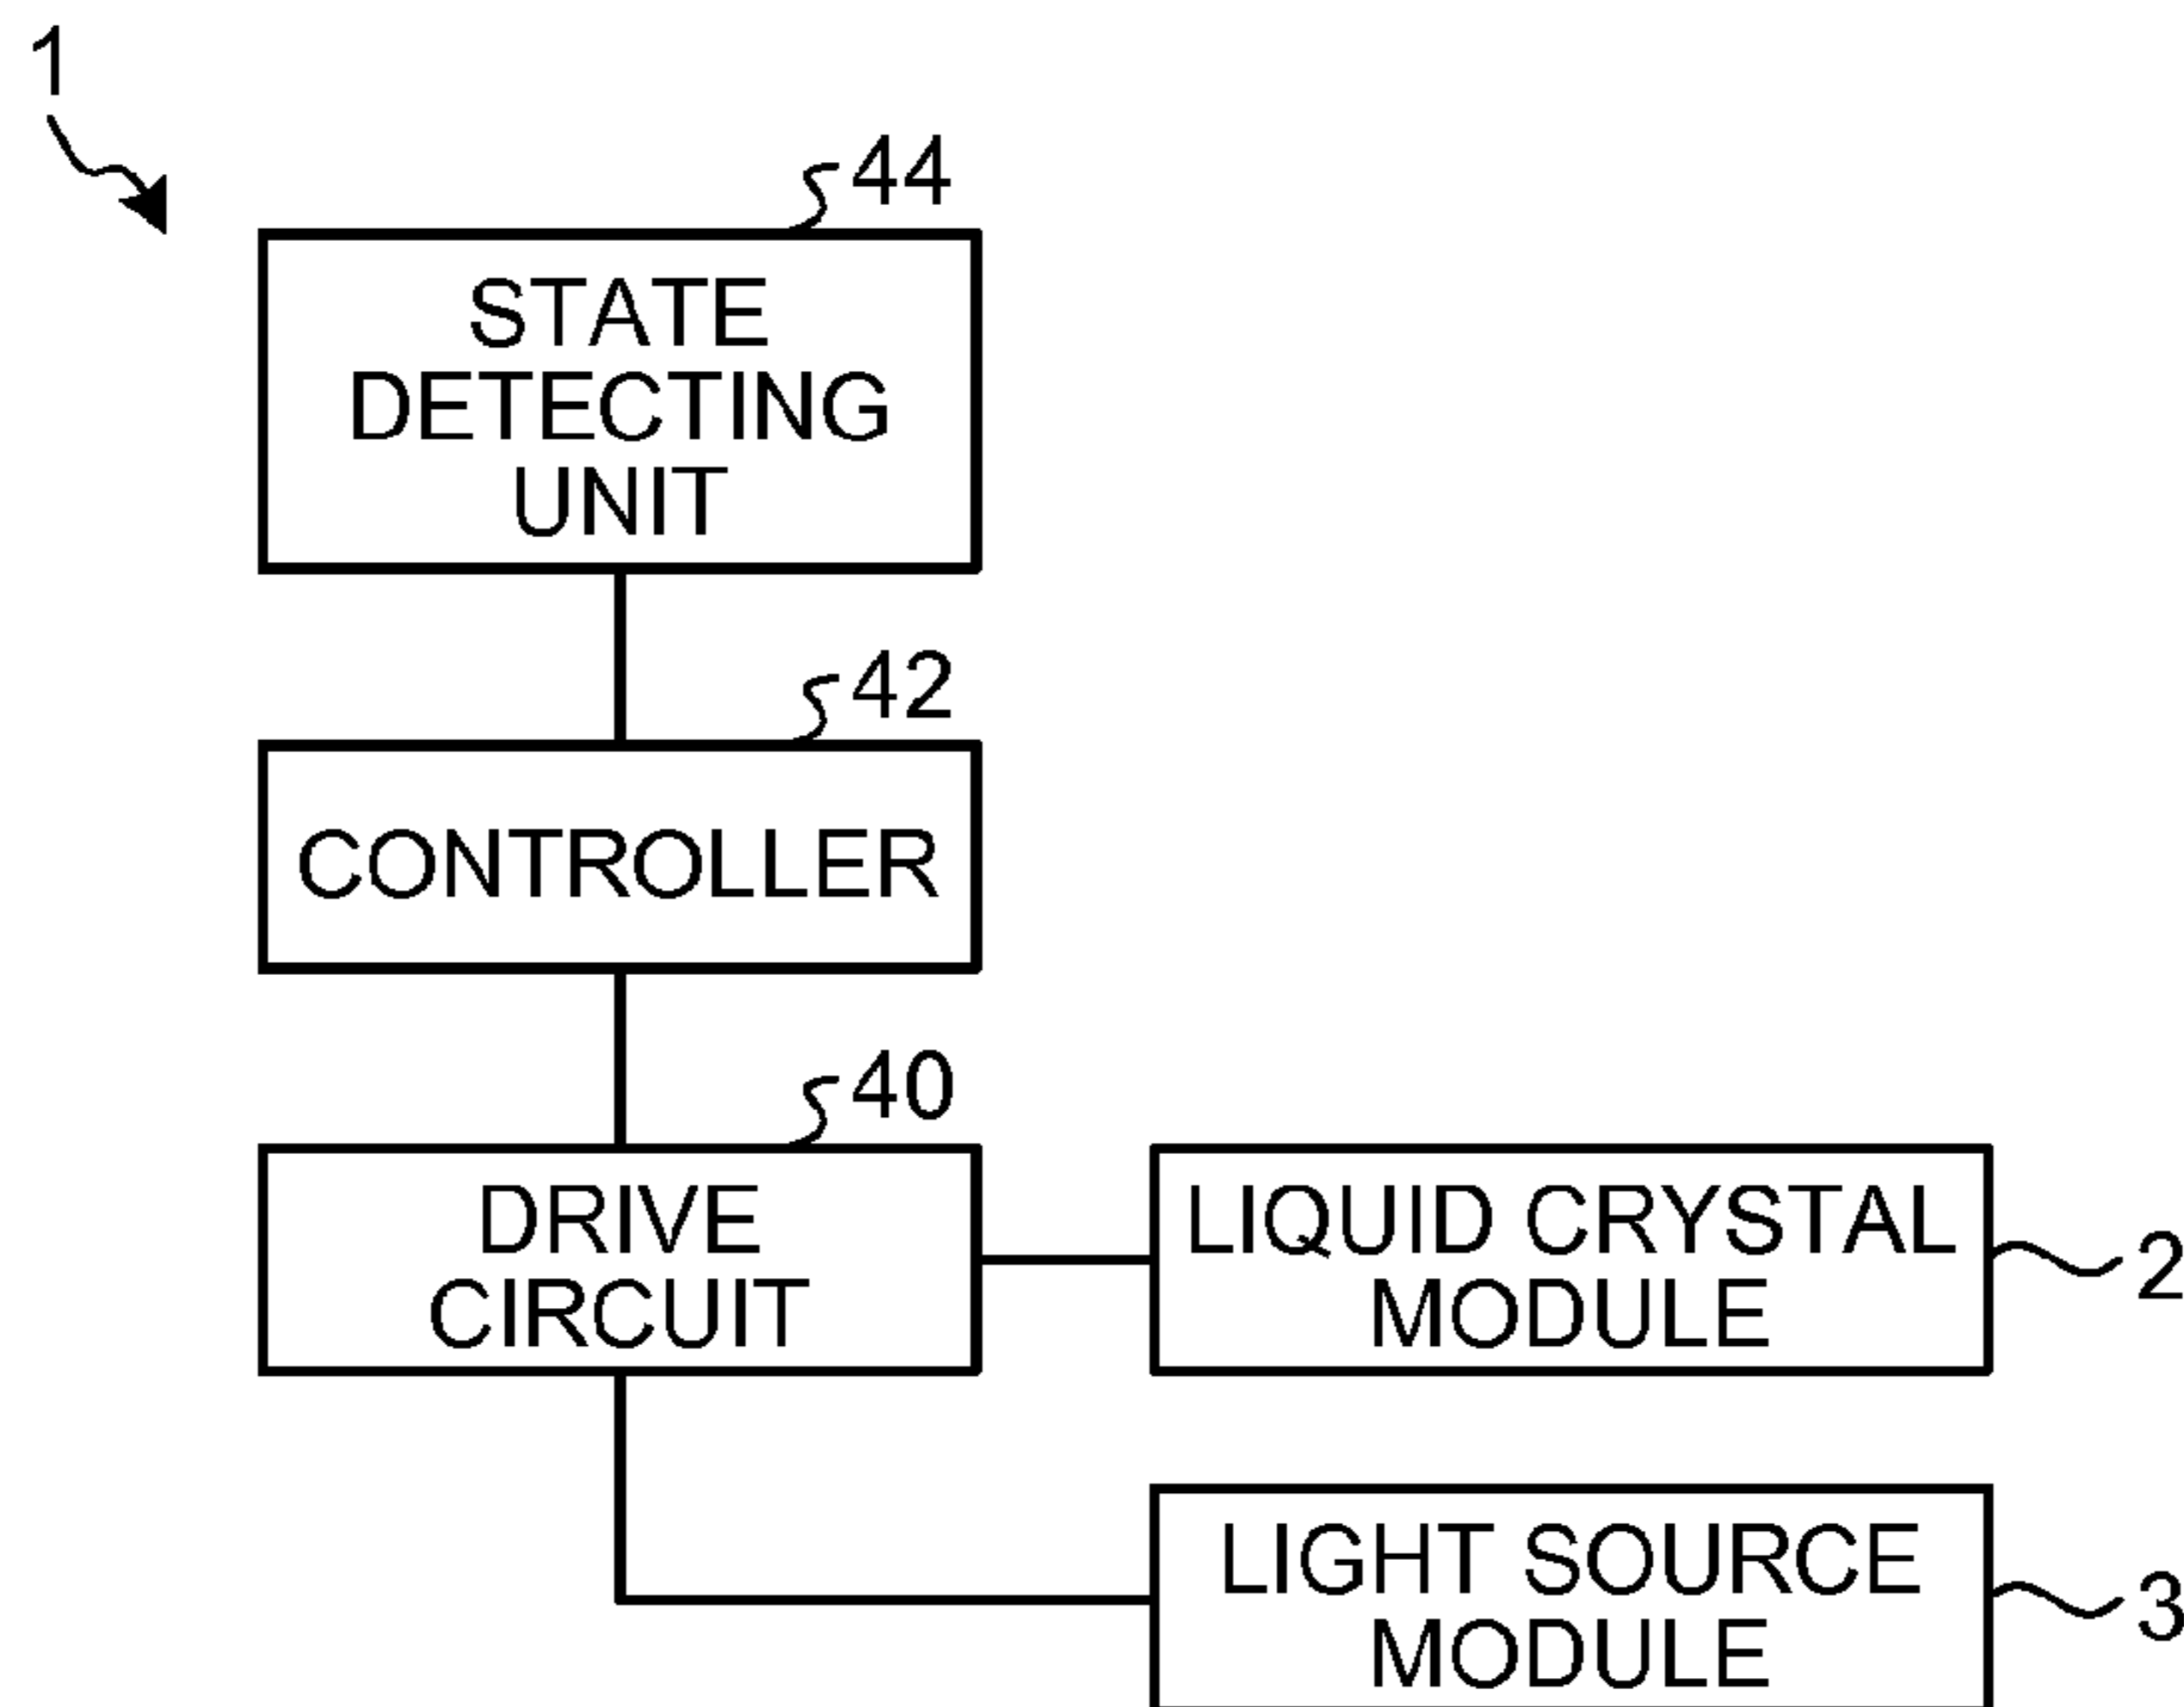 1
44
STATE
DETECTING
UNIT
42
CONTROLLER
40
DRIVE
CIRCUIT
LIQUID CRYSTAL
MODULE
2
LIGHT SOURCE
MODULE
3